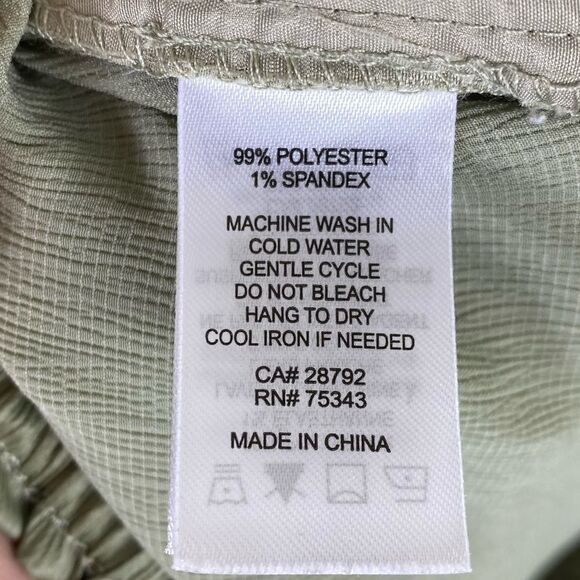 99% POLYESTER
1% SPANDEX
MACHINE WASH IN
COLD WATER
GENTLE CYCLE
DO NOT BLEACH
HANG TO DRY
COOL IRON IF NEEDED
CA# 28792
RN# 75343
MADE IN CHINA